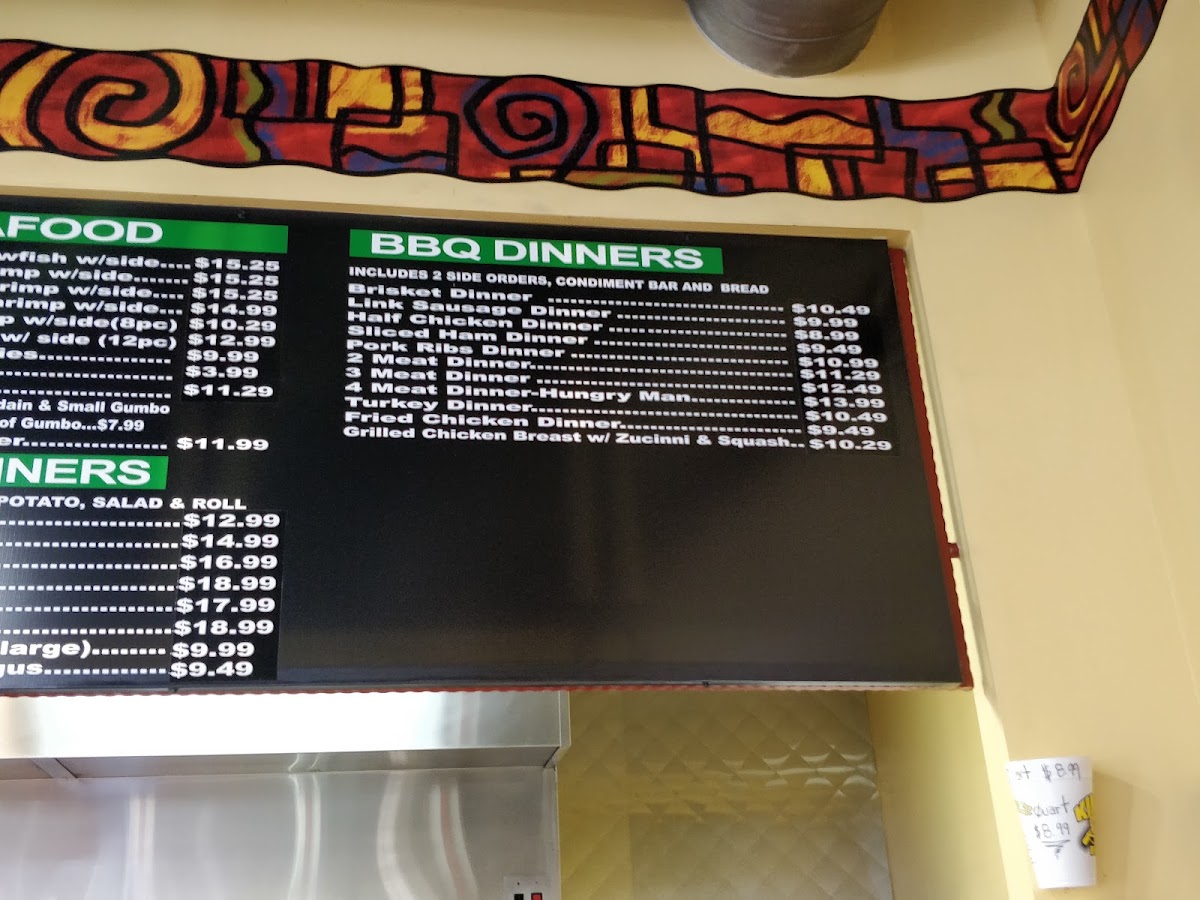 AFOOD
wfish w/side.... $15.25
mp w/side....... $15.25
rimp w/side..... $15.25
hrimp w/side... $14.99
p w/side(8pc) $10.29
w/ side (12pc) $12.99
ies................. $9.99
$3.99
$11.29
dain & Small Gumbo
of Gumbo...$7.99
er.................. $11.99
NNERS
POTATO, SALAD & ROLL
$12.99
$14.99
$16.99
$18.99
$17.99
$18.99
large)........ $9.99
gus............... $9.49
BBQ DINNERS
INCLUDES 2 SIDE ORDERS, CONDIMENT BAR AND BREAD
Brisket Dinner ........................... $10.49
Link Sausage Dinner .................... $9.99
Half Chicken Dinner .................... $8.99
Sliced Ham Dinner ...................... $9.49
Pork Ribs Dinner ........................ $10.99
2 Meat Dinner............................. $11.29
3 Meat Dinner ............................ $12.49
4 Meat Dinner-Hungry Man............. $13.99
Turkey Dinner............................. $10.49
Fried Chicken Dinner.................... $9.49
Grilled Chicken Breast w/ Zucinni & Squash.. $10.29
st $8.99
quart
$8.99